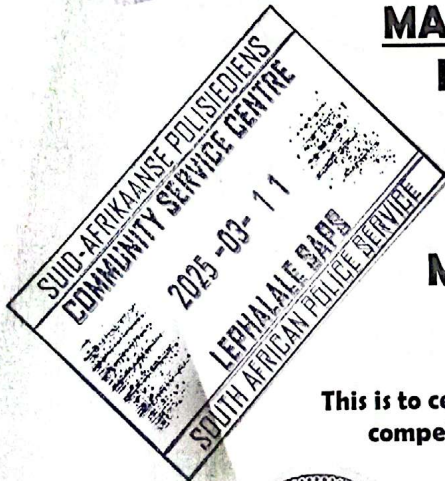 MA
SUID-AFRIKAANSE POLISIEDIENS
COMMUNITY SERVICE CENTRE
2025-03-11
LEPHALALE SAPS
SOUTH AFRICAN POLICE SERVICE
This is to ce
compe